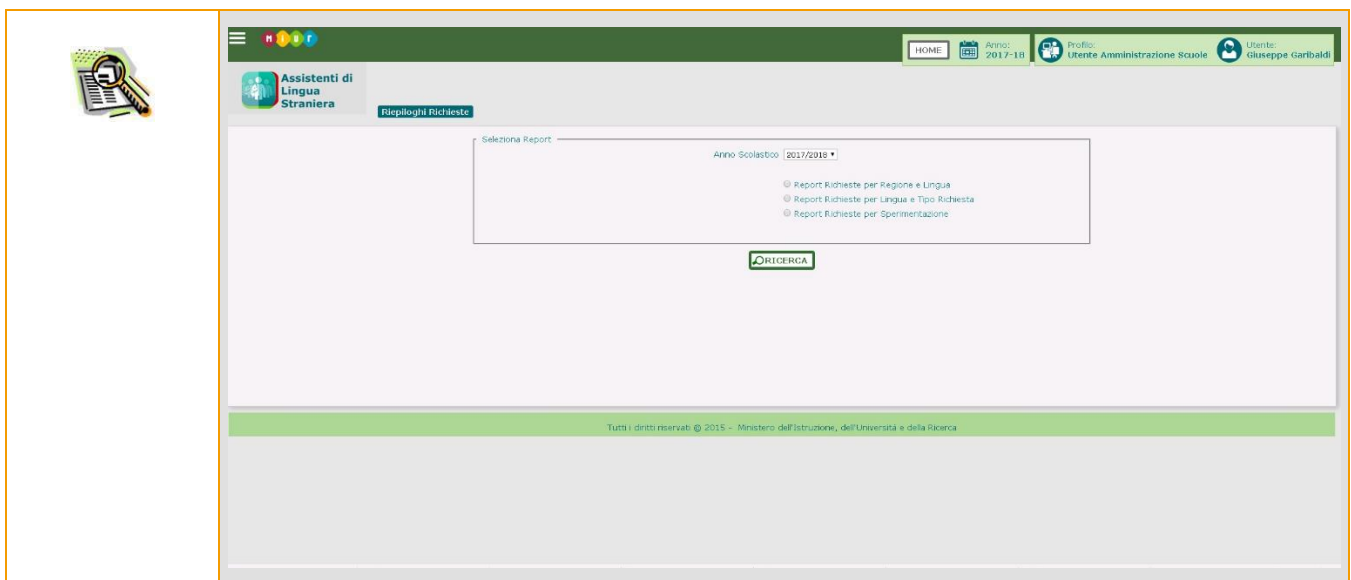 MIUr
HOME
Anno:
2017-18
Profilo:
Utente Amministrazione Scuole
Utente:
Giuseppe Garibaldi
Assistenti di
Lingua
Straniera
Riepiloghi Richieste
Seleziona Report
Anno Scolastico 2017/2018
Report Richieste per Regione e Lingua
Report Richieste per Lingua e Tipo Richiesta
Report Richieste per Sperimentazione
RICERCA
Tutti i diritti riservati @ 2015 - Ministero dell'Istruzione, dell'Università e della Ricerca